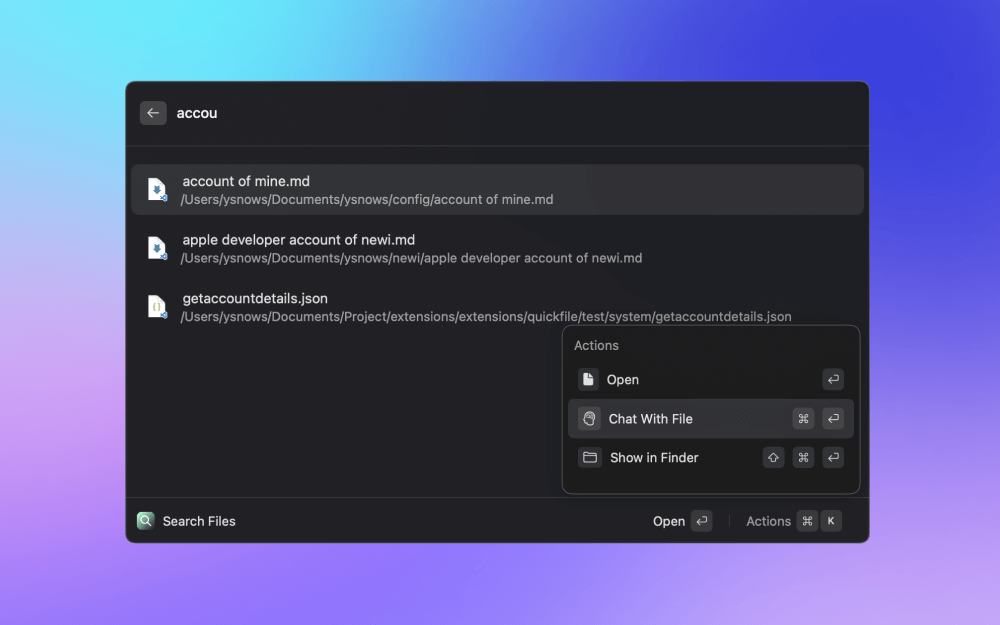 accou
account of mine.md
/Users/ysnows/Documents/ysnows/config/account of mine.md
apple developer account of newi.md
/Users/ysnows/Documents/ysnows/newi/apple developer account of newi.md
getaccountdetails.json
/Users/ysnows/Documents/Project/extensions/extensions/quickfile/test/system/getaccountdetails.json
Actions
Open ↵
Chat With File ⌘ ↵
Show in Finder ⇧ ⌘ ↵
Search Files
Open ↵ Actions ⌘ K